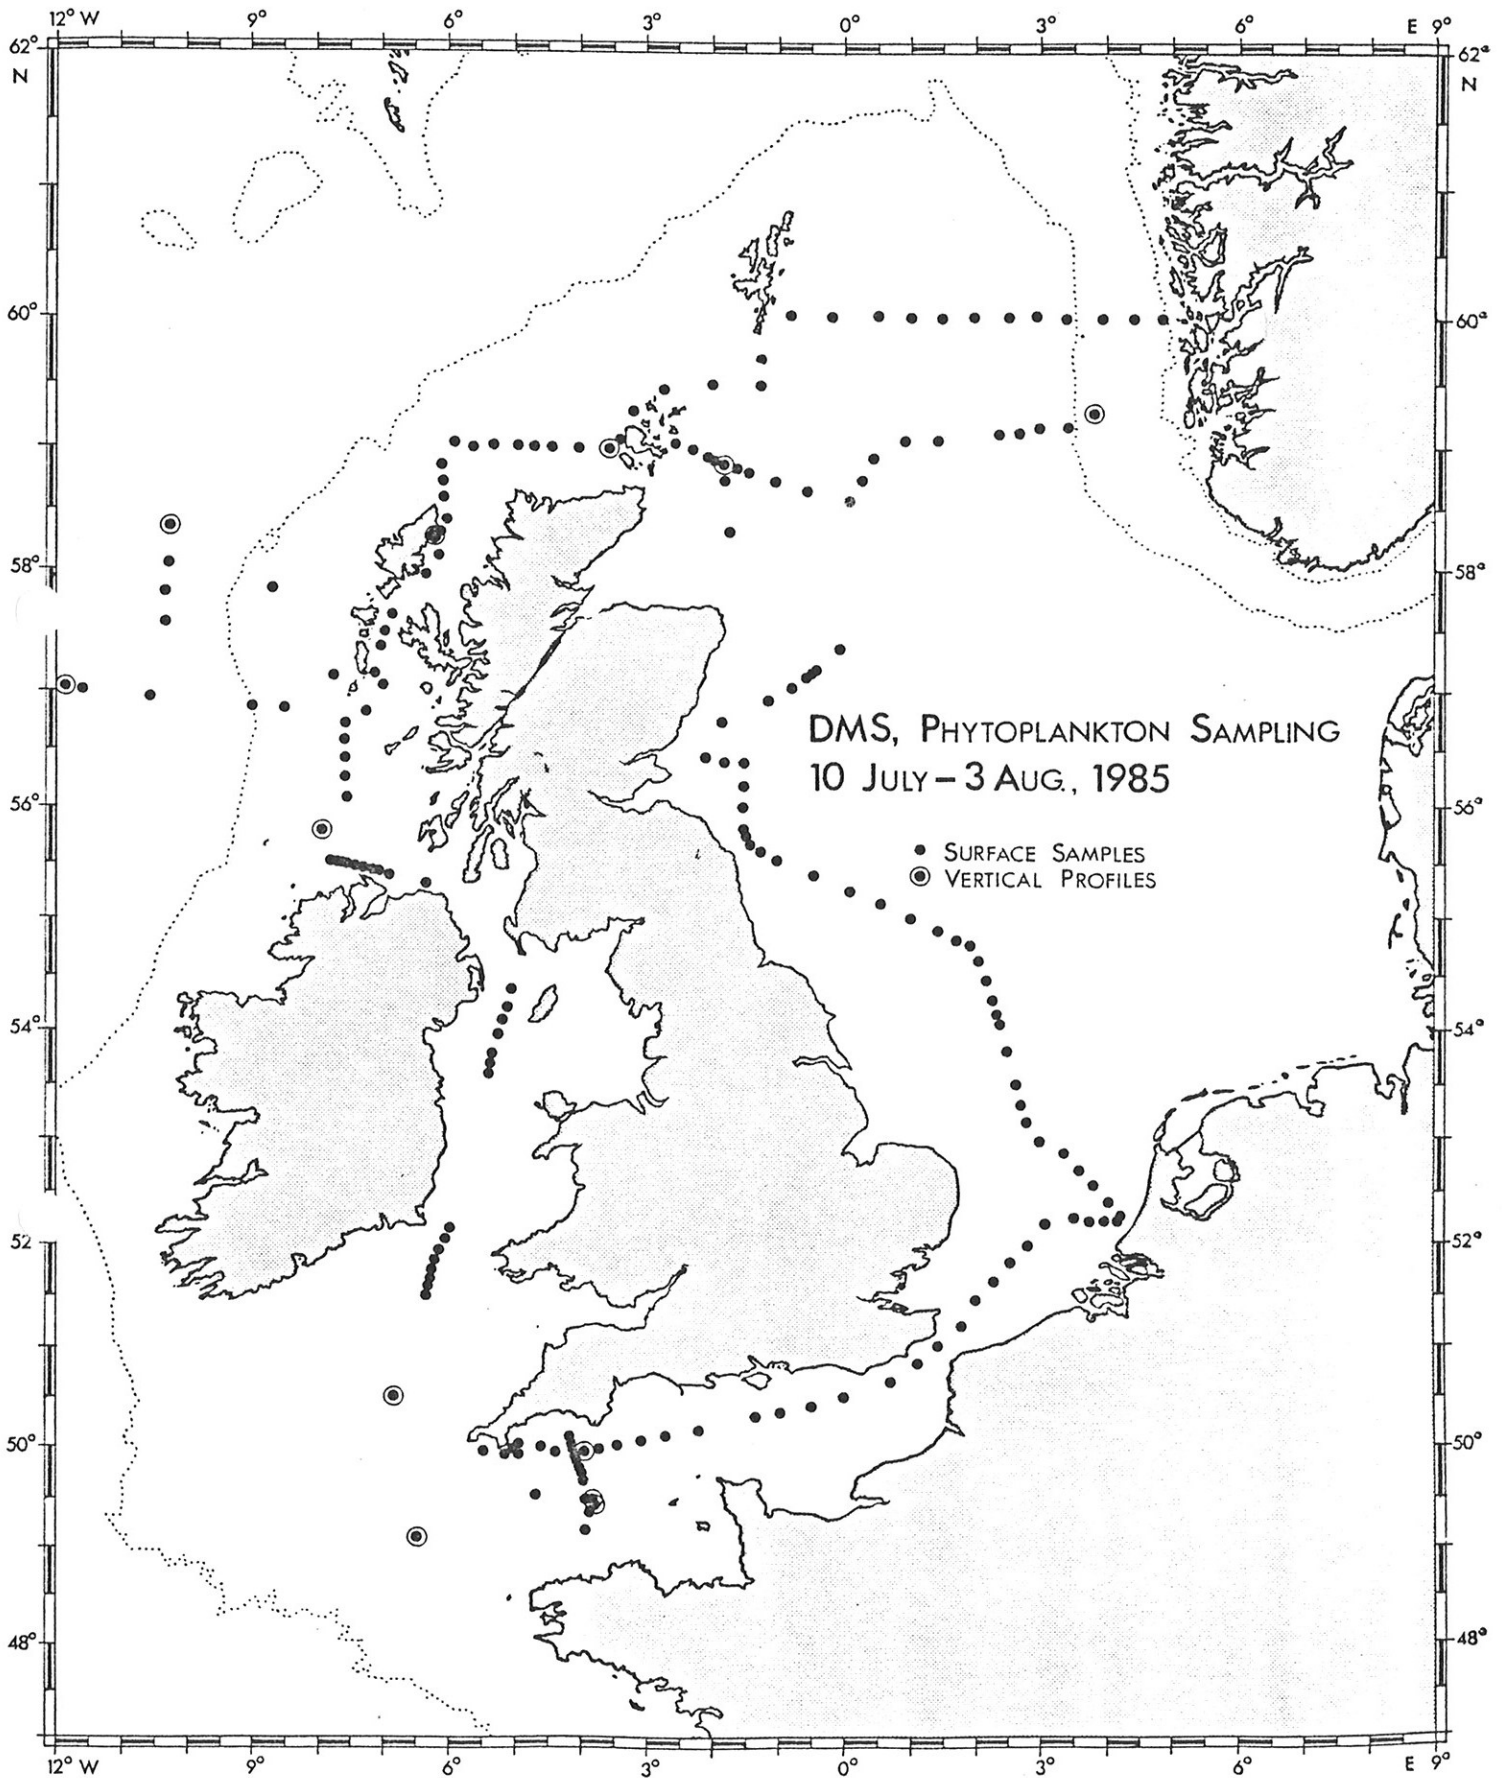 12° W 9° 6° 3° 0° 3° 6° E 9°
62° 62°
N N
60° 60°
58° 58°
DMS, PHYTOPLANKTON SAMPLING
10 JULY – 3 AUG., 1985
56° 56°
SURFACE SAMPLES
VERTICAL PROFILES
54° 54°
52 52°
50° 50°
48° 48°
12° W 9° 6° 3° 0° 3° 6° E 9°